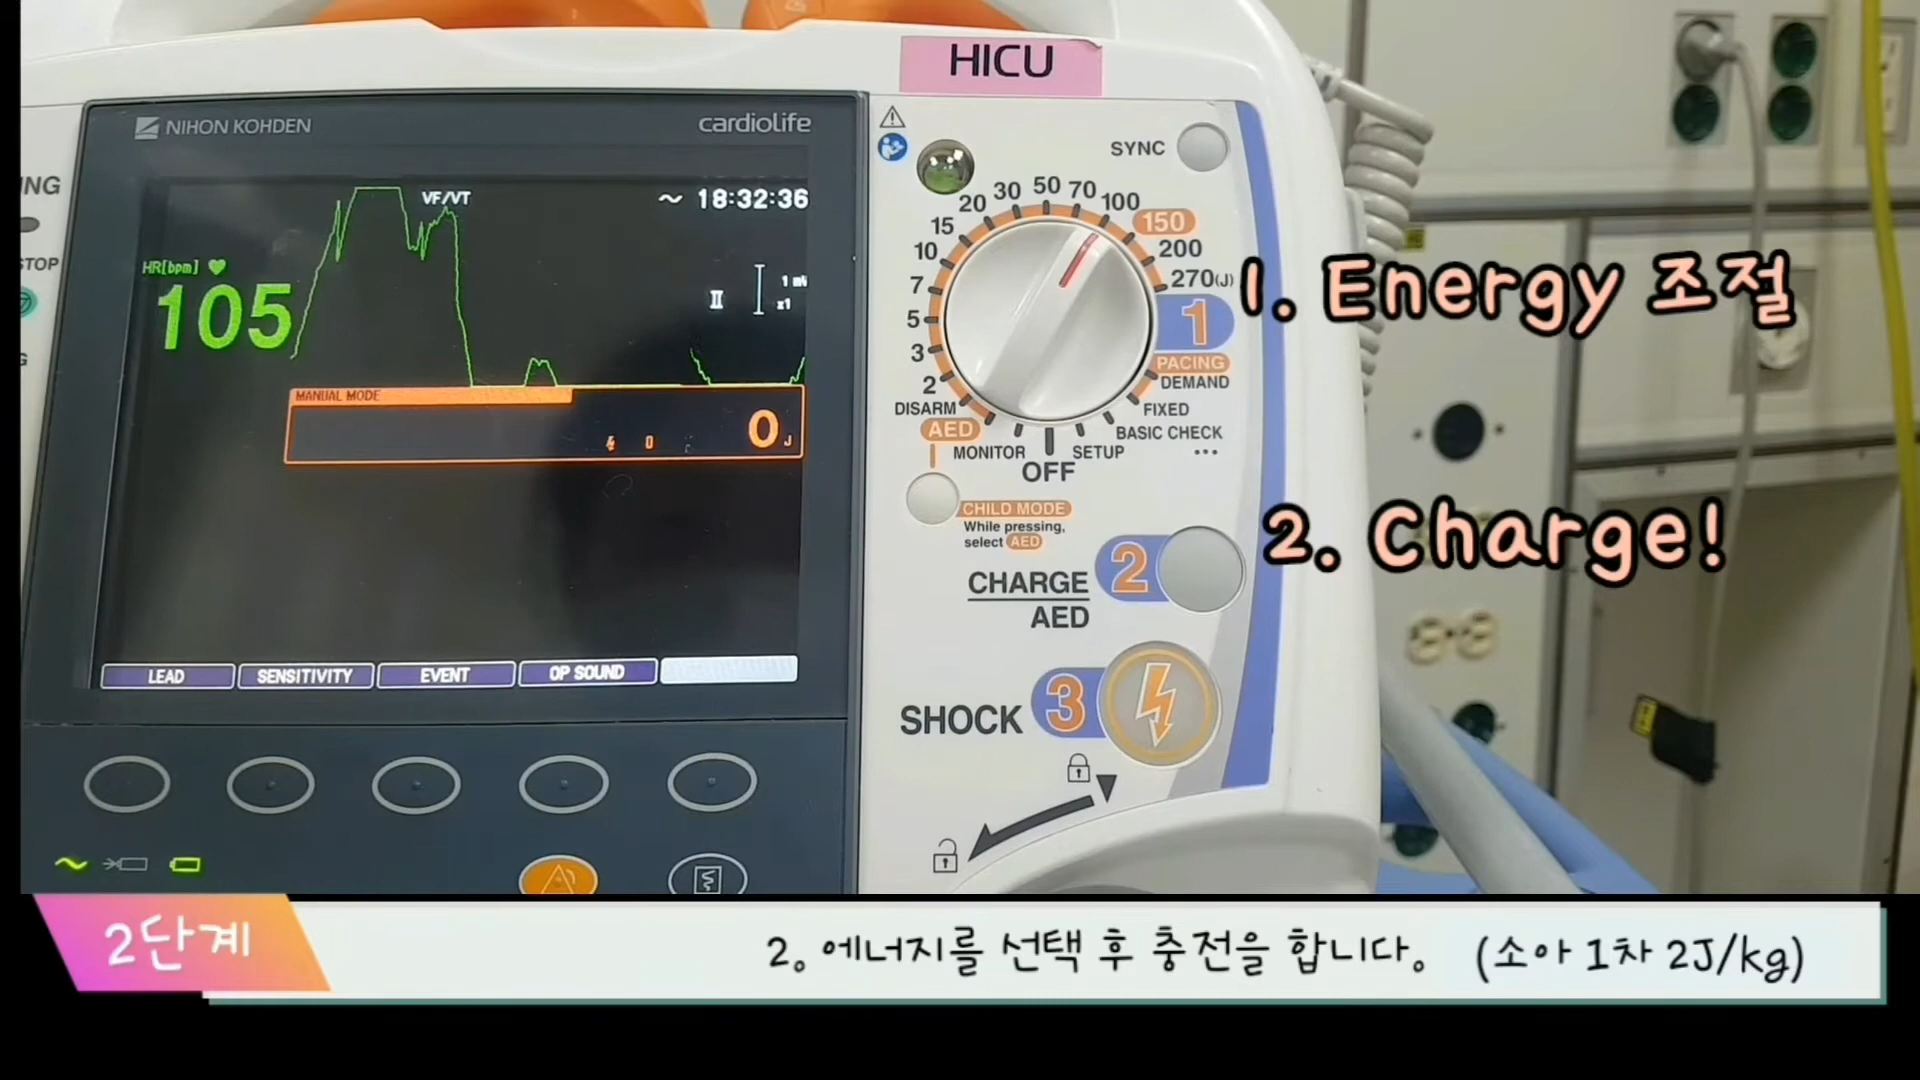 HICU
NIHON KOHDEN
cardiolife
SYNC
VF/VT
~ 18:32:36
HR[bpm]
105
II
x1
MANUAL MODE
0
0 J
LEAD
SENSITIVITY
EVENT
OP SOUND
2
3
5
7
10
15
20
30
50
70
100
150
200
270(J)
1
PACING
DEMAND
FIXED
BASIC CHECK
...
SETUP
OFF
MONITOR
AED
DISARM
CHILD MODE
While pressing,
select AED
CHARGE
AED
2
SHOCK
3
1. Energy 조절
2. Charge!
2단계
2. 에너지를 선택 후 충전을 합니다. (소아 1차 2J/kg)